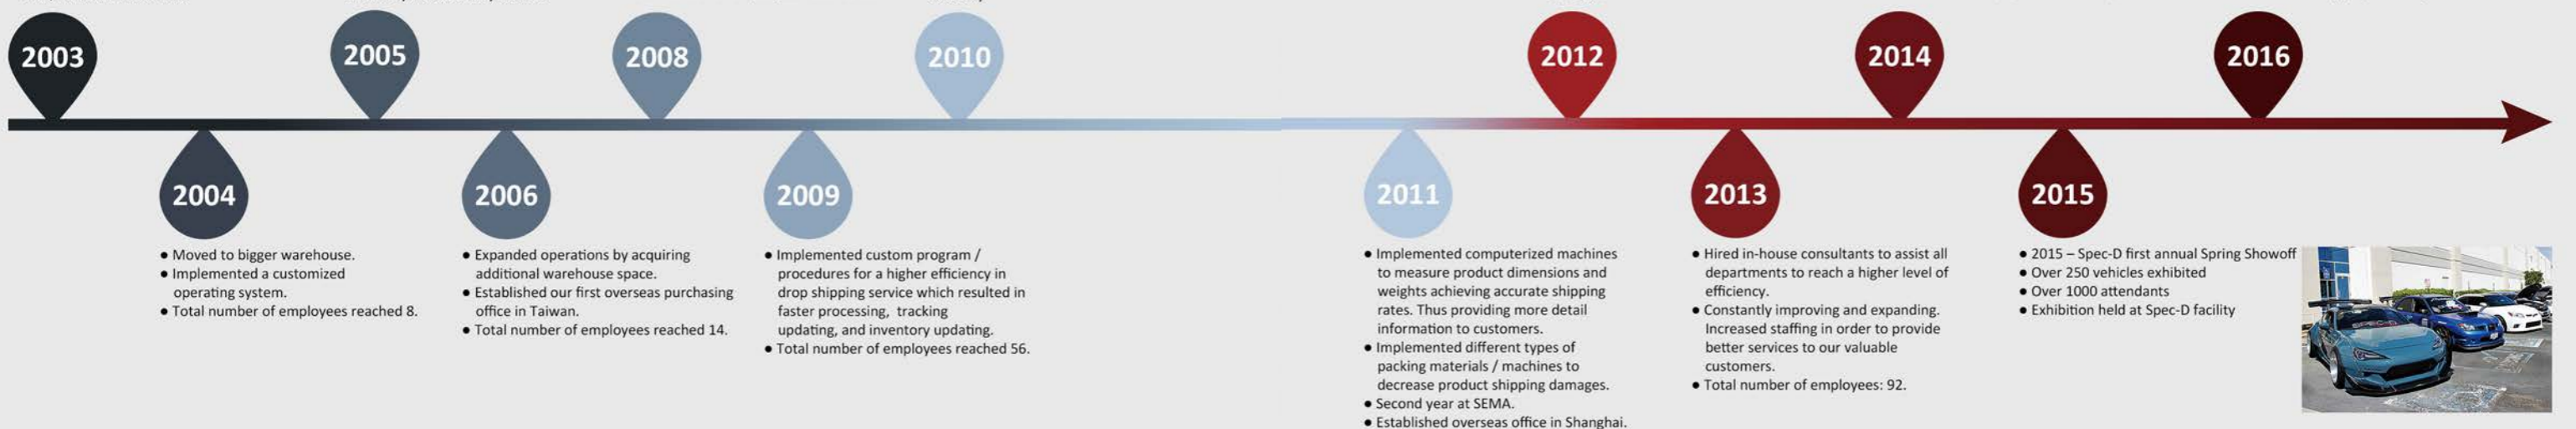 2003
2005
2008
2010
2012
2014
2016
2004
2006
2009
2011
2013
2015
● Moved to bigger warehouse.
● Implemented a customized
operating system.
● Total number of employees reached 8.
● Expanded operations by acquiring
additional warehouse space.
● Established our first overseas purchasing
office in Taiwan.
● Total number of employees reached 14.
● Implemented custom program /
procedures for a higher efficiency in
drop shipping service which resulted in
faster processing, tracking
updating, and inventory updating.
● Total number of employees reached 56.
● Implemented computerized machines
to measure product dimensions and
weights achieving accurate shipping
rates. Thus providing more detail
information to customers.
● Implemented different types of
packing materials / machines to
decrease product shipping damages.
● Second year at SEMA.
● Established overseas office in Shanghai.
● Hired in-house consultants to assist all
departments to reach a higher level of
efficiency.
● Constantly improving and expanding.
Increased staffing in order to provide
better services to our valuable
customers.
● Total number of employees: 92.
● 2015 – Spec-D first annual Spring Showoff
● Over 250 vehicles exhibited
● Over 1000 attendants
● Exhibition held at Spec-D facility